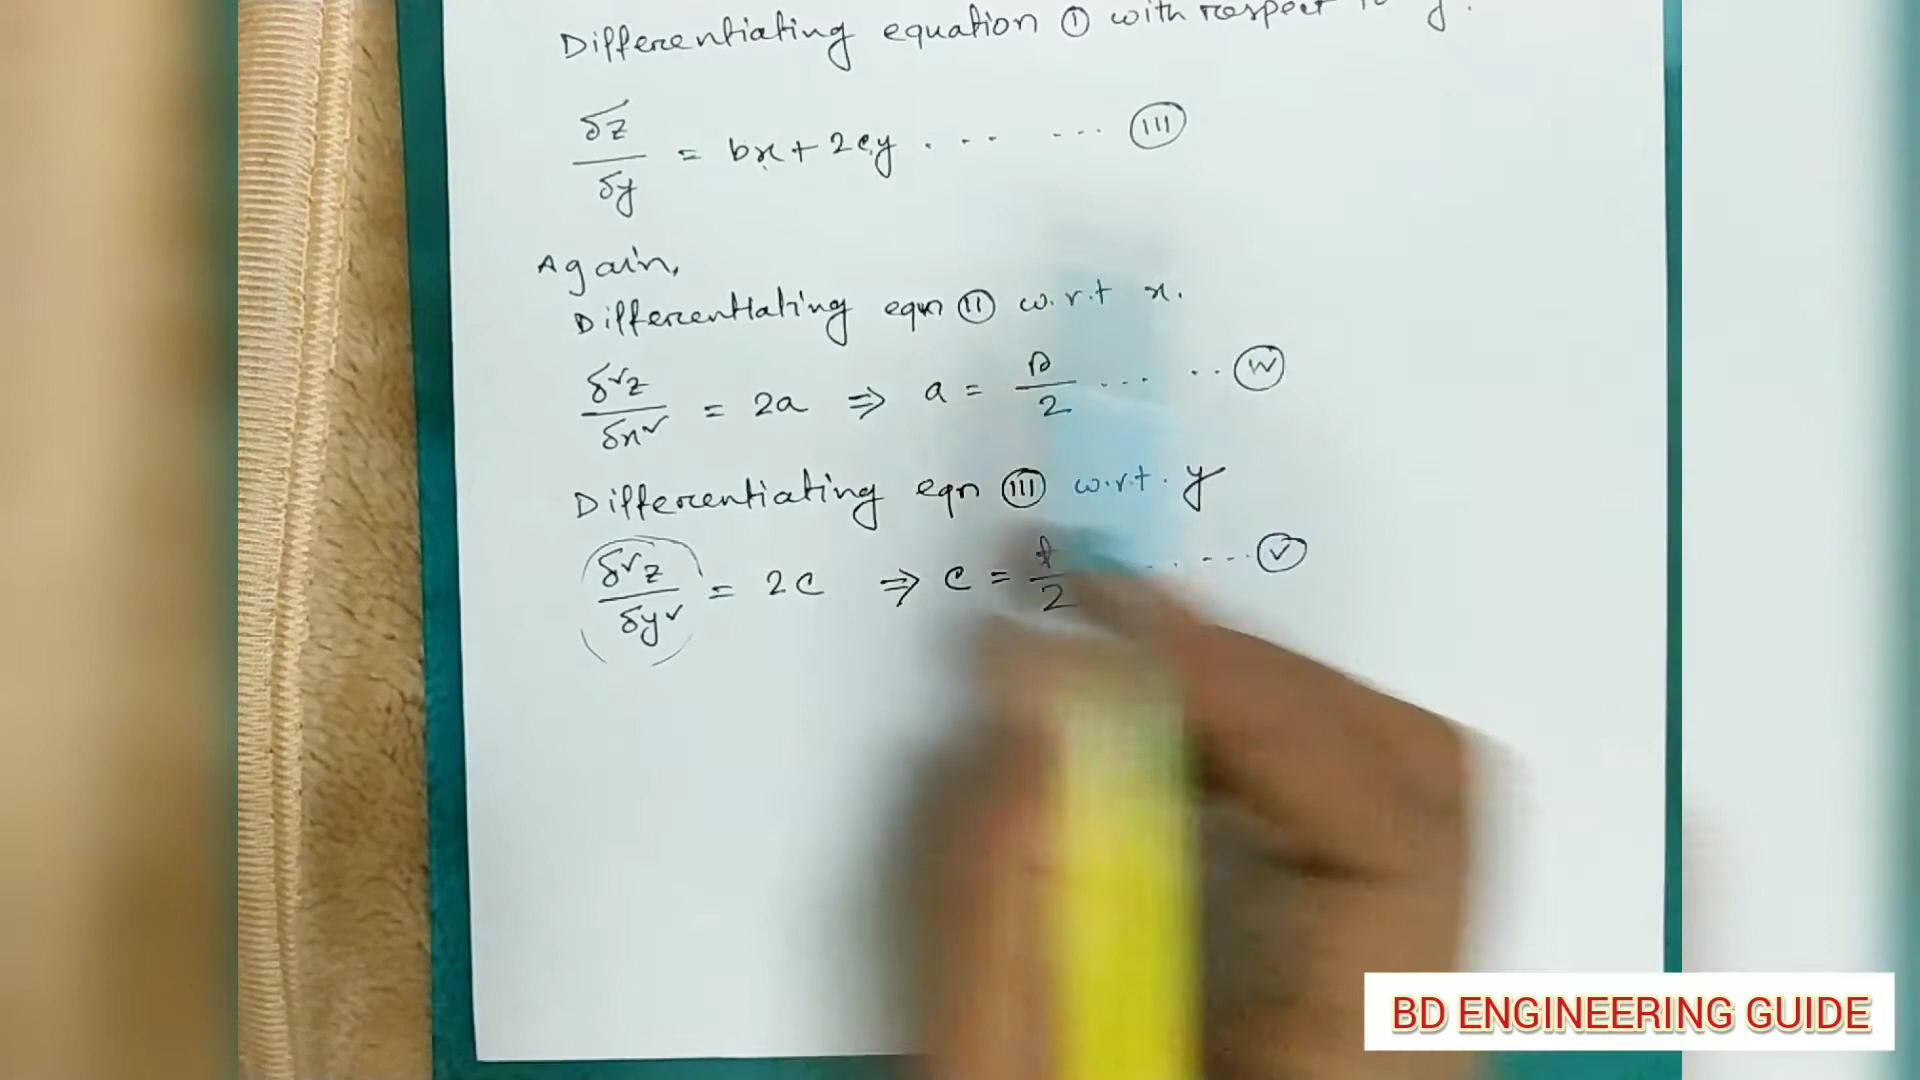 Differentiating equation ① with respect to y.
δz/δy = bx + 2cy . . . . . . . (III)
Again,
Differentiating eqn (II) w.r.t x.
δ²z/δx² = 2a ⇒ a = r/2 . . . . . (IV)
Differentiating eqn (III) w.r.t. y
δ²z/δy² = 2c ⇒ c = t/2 . . . . . (V)
BD ENGINEERING GUIDE